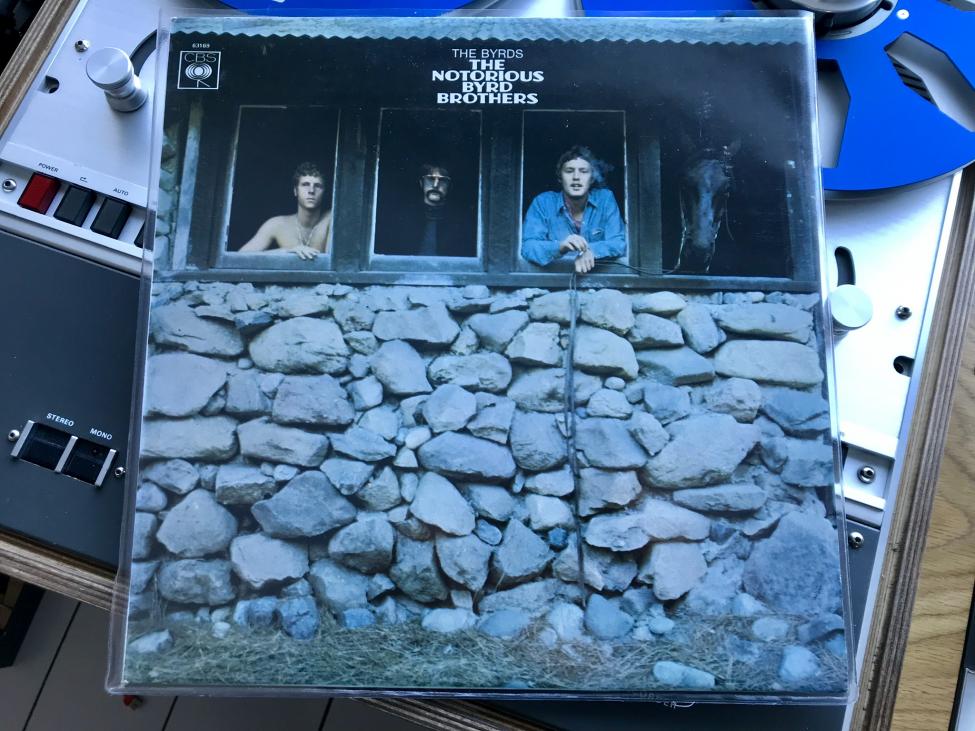 63169
CBS
THE BYRDS
THE
NOTORIOUS
BYRD
BROTHERS
POWER
AUTO
STEREO
MONO